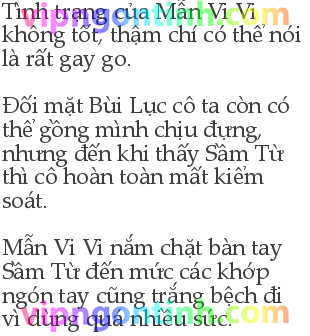 Tình trạng của Mẫn Vi Vi
không tốt, thậm chí có thể nói
là rất gay go.
Đối mặt Bùi Lục cô ta còn có
thể gồng mình chịu đựng,
nhưng đến khi thấy Sầm Từ
thì cô hoàn toàn mất kiểm
soát.
Mẫn Vi Vi nắm chặt bàn tay
Sầm Từ đến mức các khớp
ngón tay cũng trắng bệch đi
vì dùng quá nhiều sức.
vipngontinh.com
vipngontinh.com